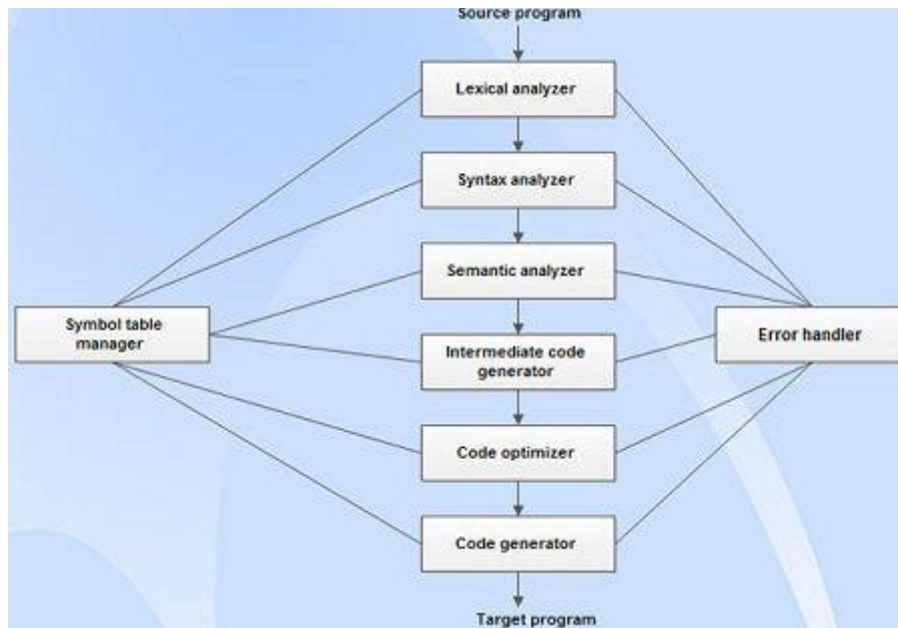 Source program
Lexical analyzer
Syntax analyzer
Semantic analyzer
Symbol table
manager
Error handler
Intermediate code
generator
Code optimizer
Code generator
Target program